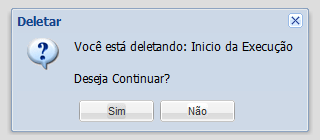 Deletar
Você está deletando: Inicio da Execução
Deseja Continuar?
Sim
Não